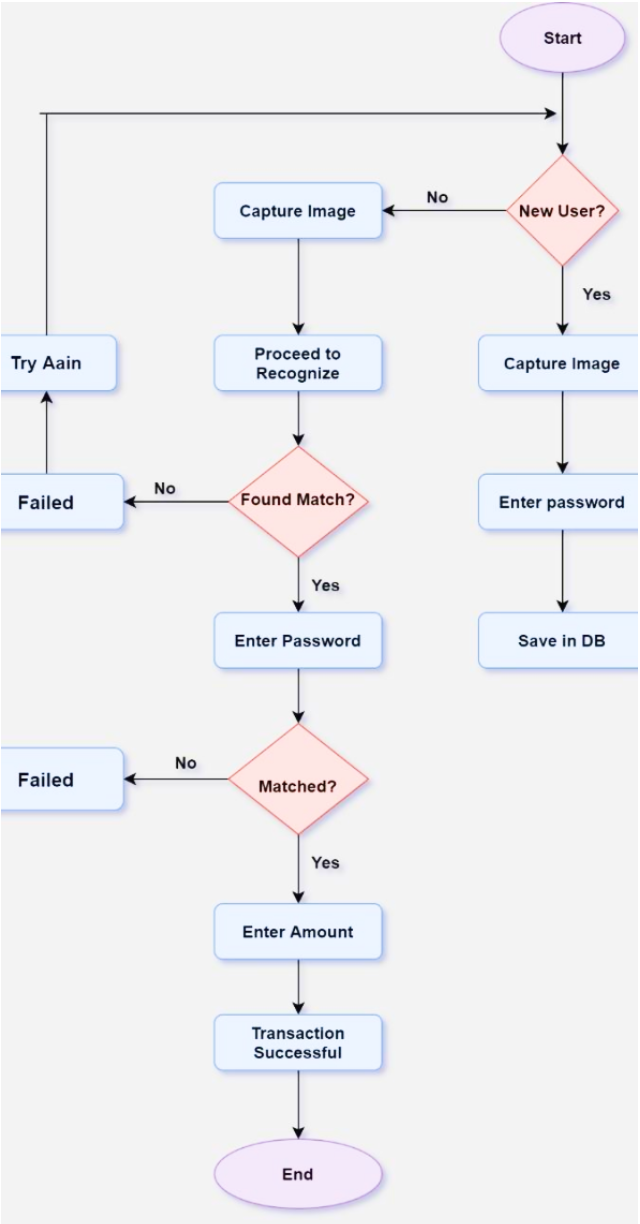 Start
New User?
No
Capture Image
Yes
Try Aain
Proceed to
Recognize
Capture Image
Failed
No
Found Match?
Enter password
Yes
Enter Password
Save in DB
Failed
No
Matched?
Yes
Enter Amount
Transaction
Successful
End